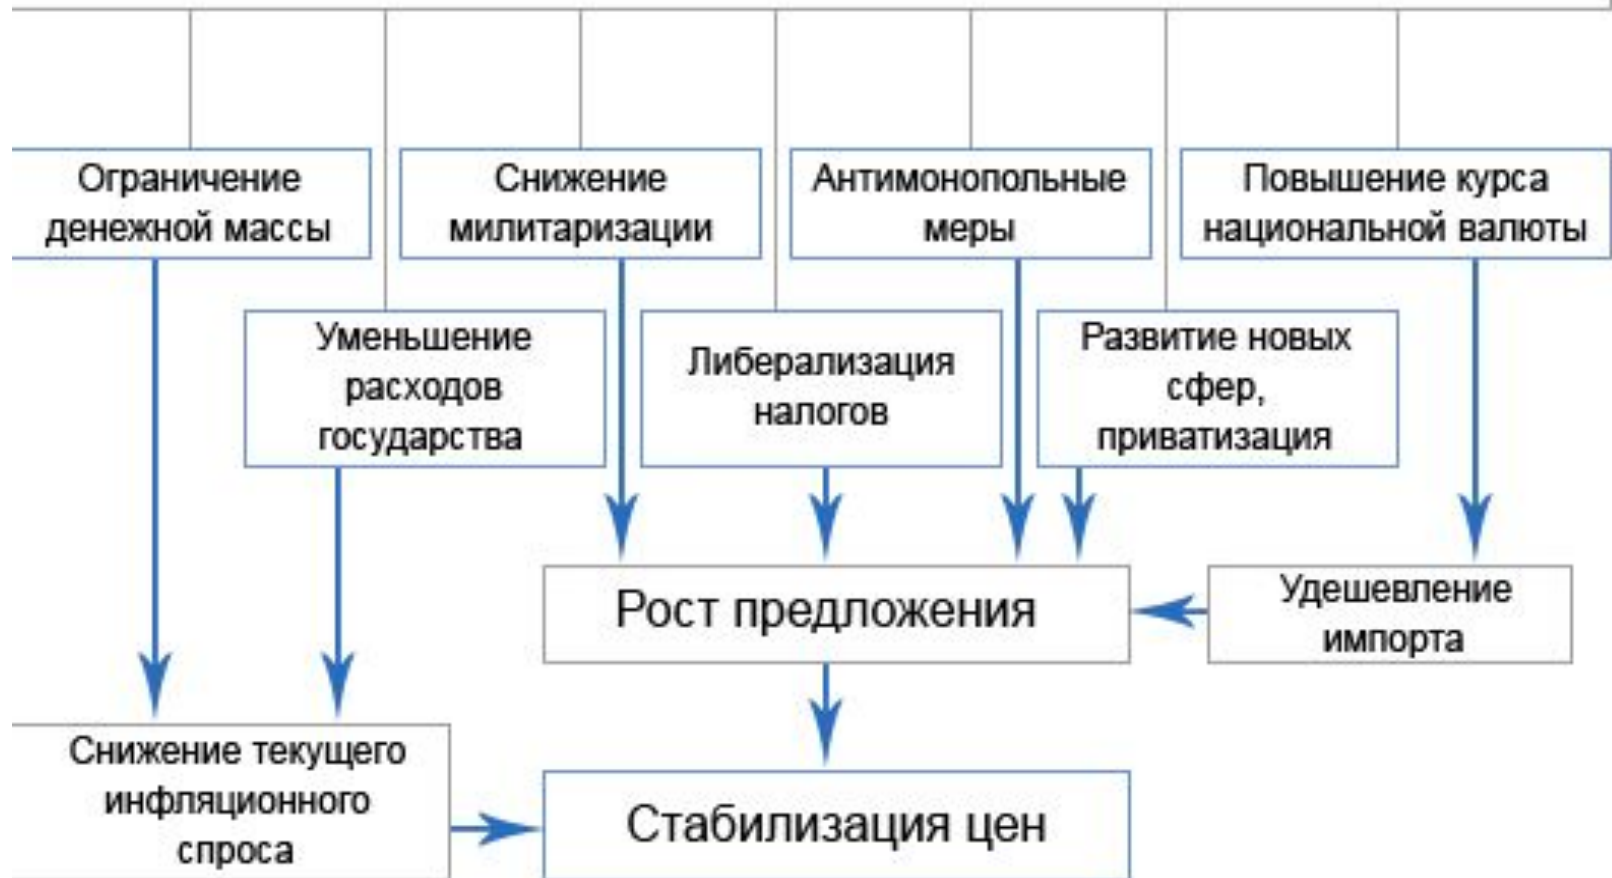 Ограничение
денежной массы
Снижение
милитаризации
Антимонопольные
меры
Повышение курса
национальной валюты
Уменьшение
расходов
государства
Либерализация
налогов
Развитие новых
сфер,
приватизация
Рост предложения
Удешевление
импорта
Снижение текущего
инфляционного
спроса
Стабилизация цен